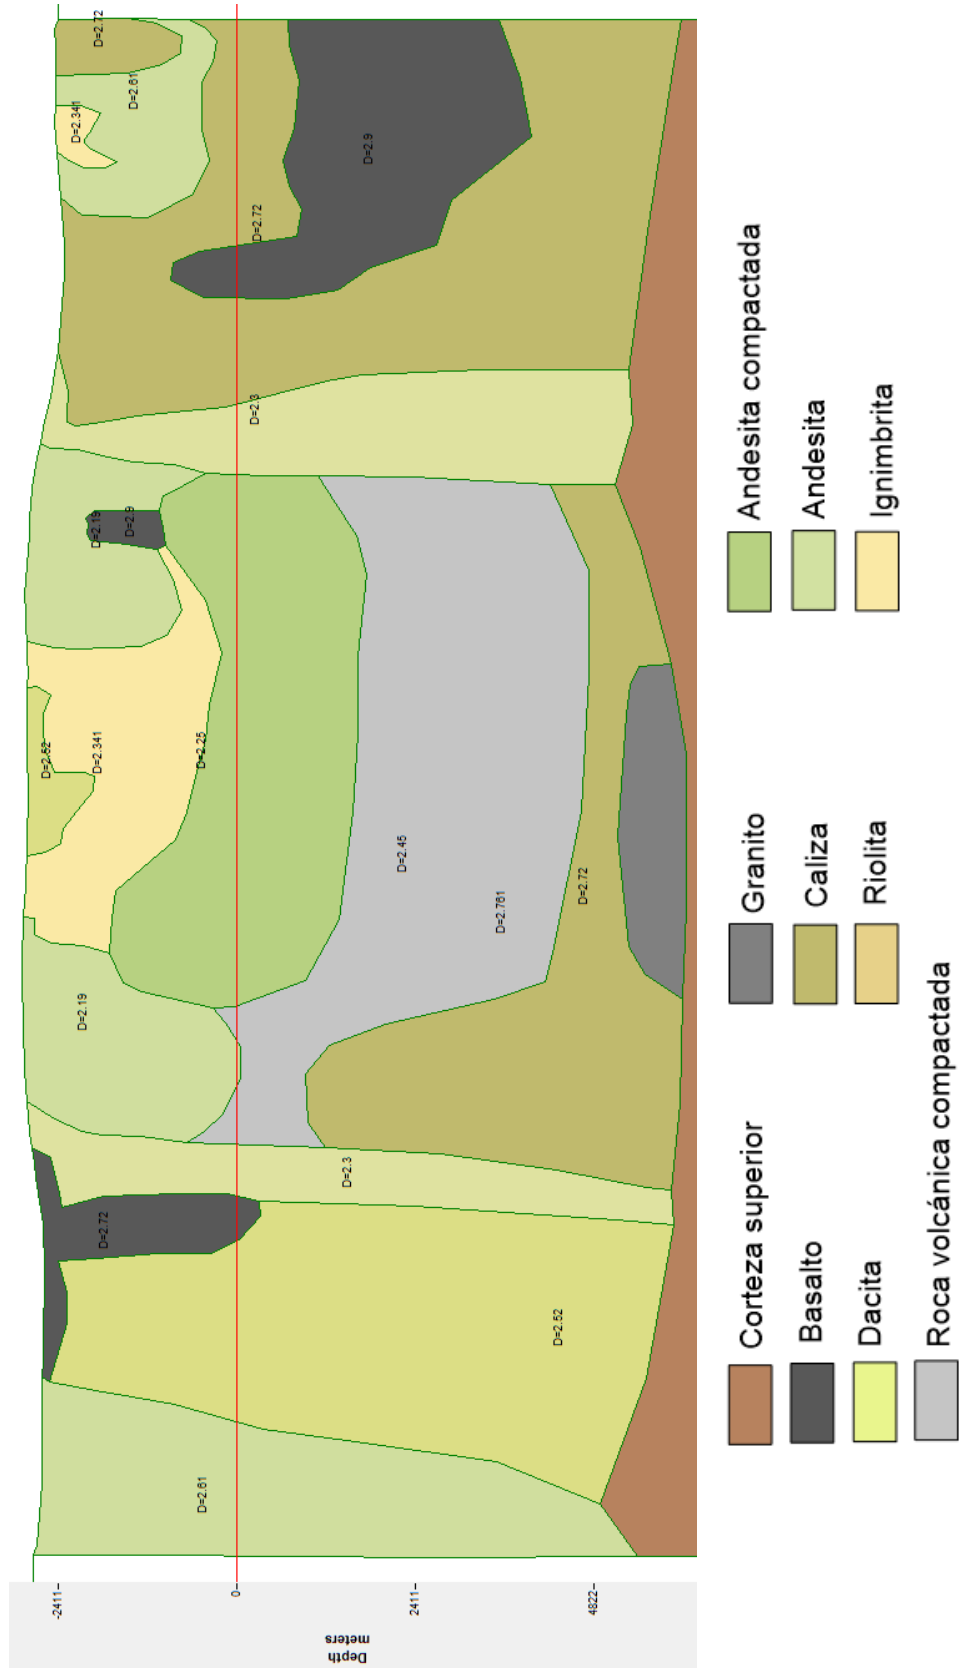 Depth
meters
-2411
0
2411
4822
D=2.52
D=2.341
D=2.19
D=2.19
D=2.341
D=2.72
D=2.72
D=2.9
D=2.61
D=2.25
D=2.61
D=2.3
D=2.72
D=2.3
D=2.9
D=2.45
D=2.761
D=2.52
D=2.72
Corteza superior
Granito
Andesita compactada
Basalto
Caliza
Andesita
Dacita
Riolita
Ignimbrita
Roca volcánica compactada